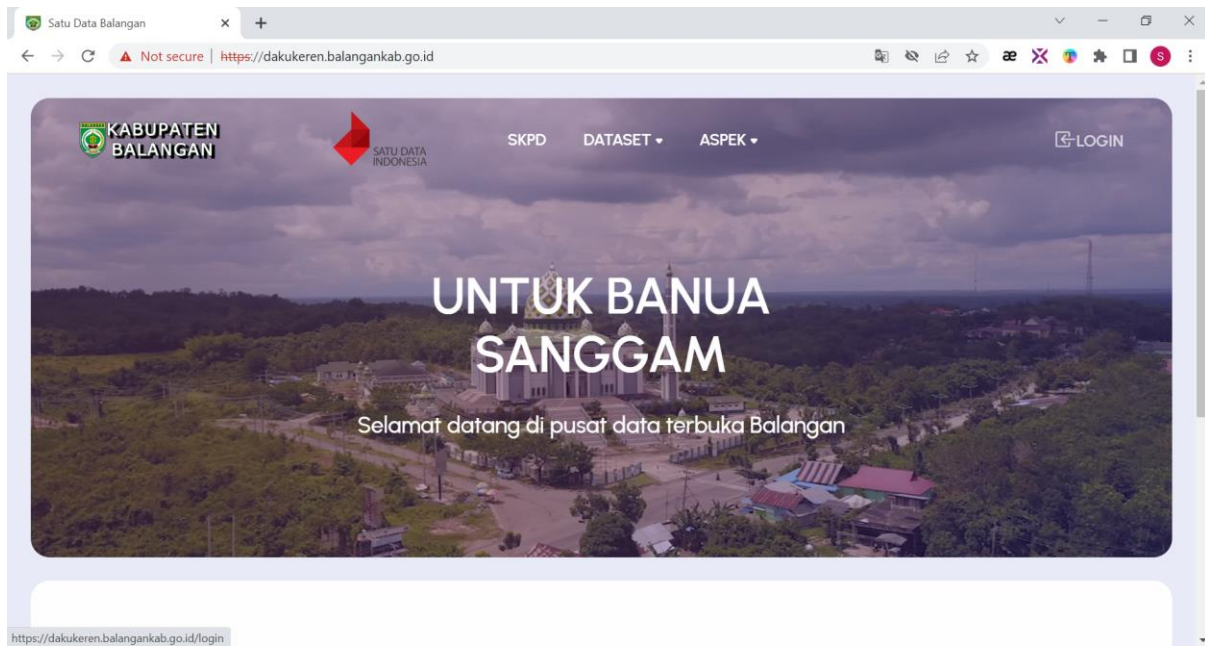 Satu Data Balangan
Not secure | https://dakukeren.balangankab.go.id
æ
S
KABUPATEN
BALANGAN
SATU DATA
INDONESIA
SKPD DATASET ASPEK
LOGIN
UNTUK BANUA
SANGGAM
Selamat datang di pusat data terbuka Balangan
https://dakukeren.balangankab.go.id/login